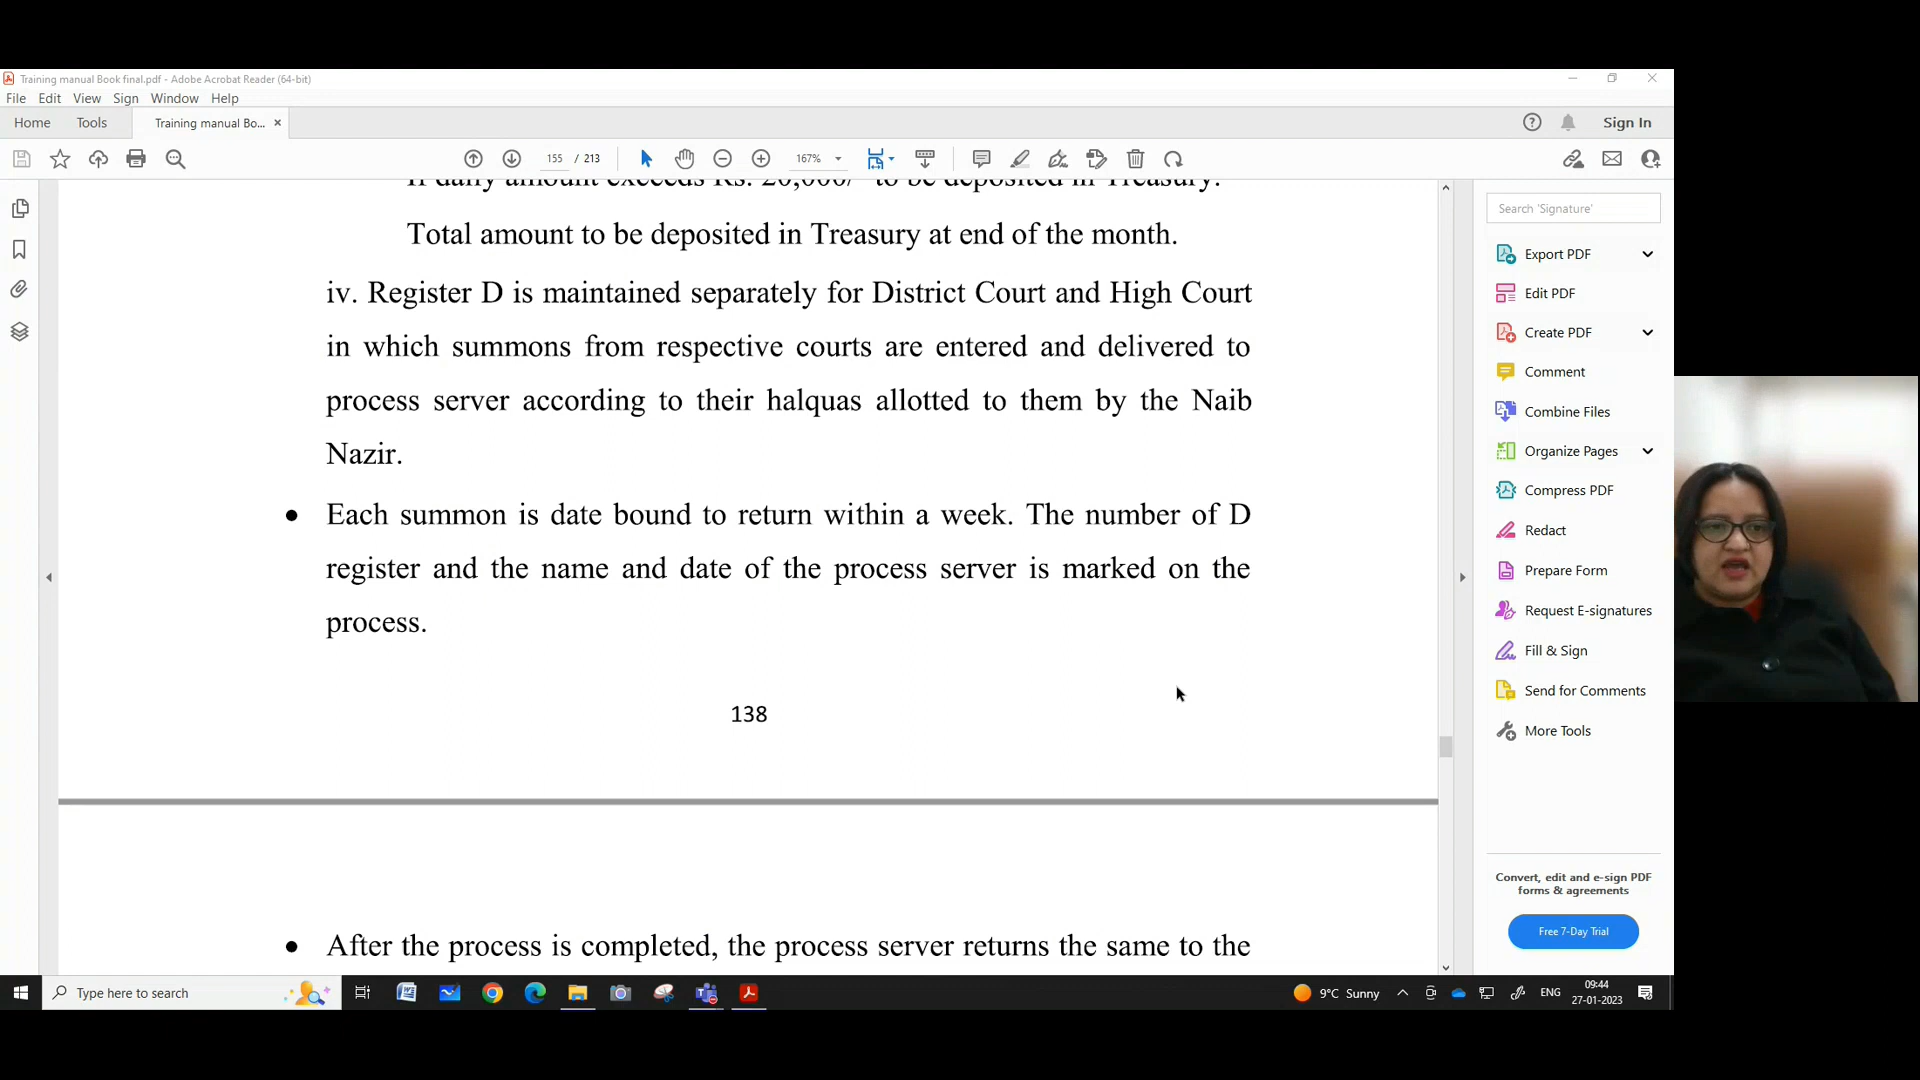 Training manual Book final.pdf - Adobe Acrobat Reader (64-bit)
File Edit View Sign Window Help
Home Tools Training manual Bo... ×
Sign In
155 / 213 167%
If daily amount exceeds Rs. 20,000/- to be deposited in Treasury.
Total amount to be deposited in Treasury at end of the month.
iv. Register D is maintained separately for District Court and High Court
in which summons from respective courts are entered and delivered to
process server according to their halquas allotted to them by the Naib
Nazir.
• Each summon is date bound to return within a week. The number of D
register and the name and date of the process server is marked on the
process.
138
• After the process is completed, the process server returns the same to the
Search 'Signature'
Export PDF
Edit PDF
Create PDF
Comment
Combine Files
Organize Pages
Compress PDF
Redact
Prepare Form
Request E-signatures
Fill & Sign
Send for Comments
More Tools
Convert, edit and e-sign PDF
forms & agreements
Free 7-Day Trial
Type here to search
9°C Sunny
ENG
09:44
27-01-2023